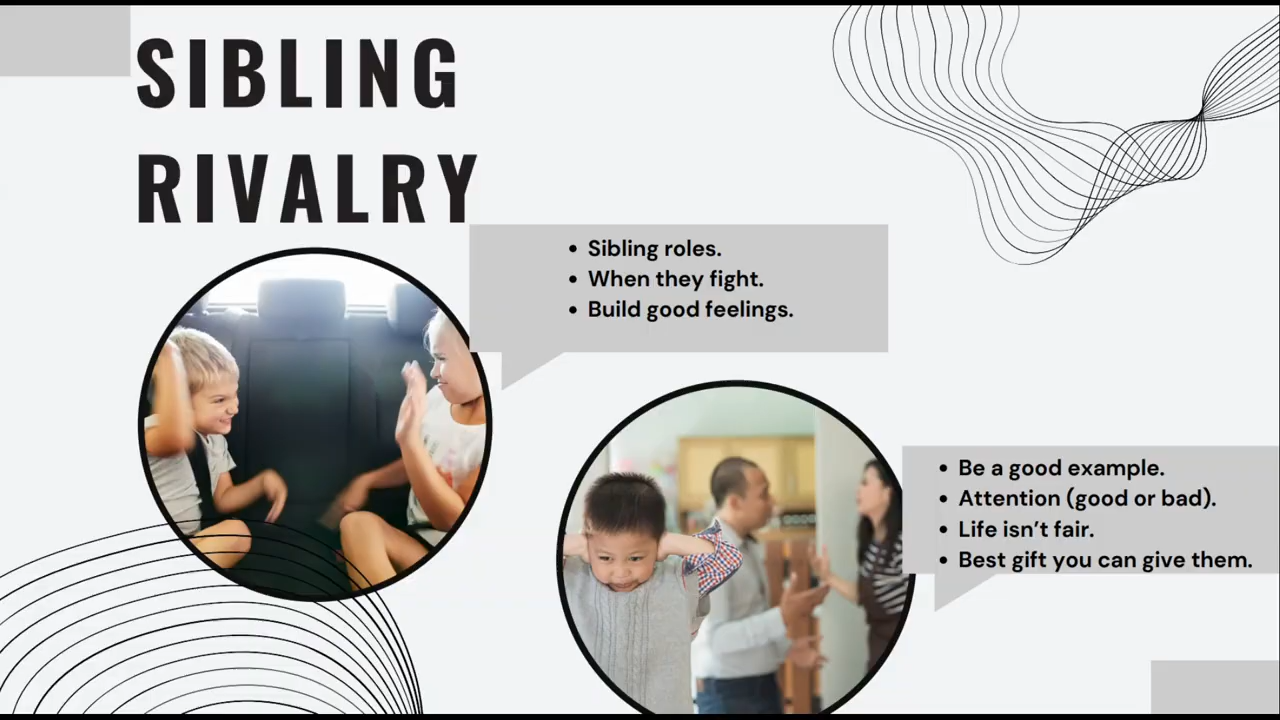 SIBLING
RIVALRY
• Sibling roles.
• When they fight.
• Build good feelings.
• Be a good example.
• Attention (good or bad).
• Life isn’t fair.
• Best gift you can give them.